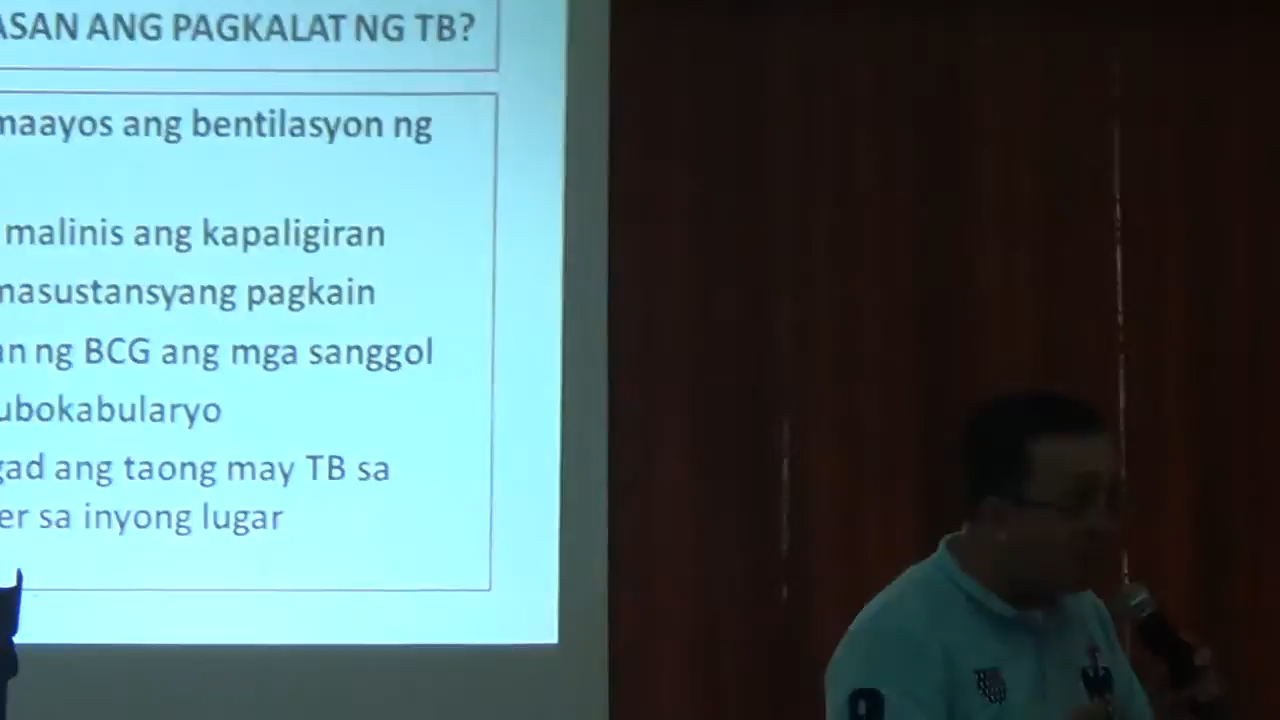 ASAN ANG PAGKALAT NG TB?
maayos ang bentilasyon ng
malinis ang kapaligiran
masustansyang pagkain
an ng BCG ang mga sanggol
ubokabularyo
gad ang taong may TB sa
er sa inyong lugar